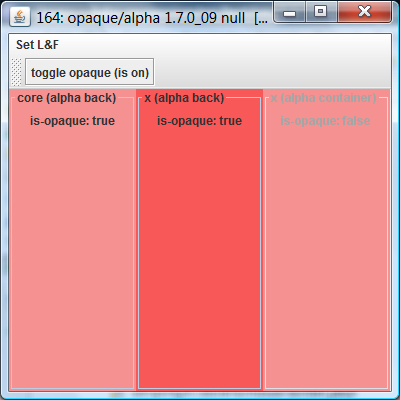 164: opaque/alpha 1.7.0_09 null [...
Set L&F
toggle opaque (is on)
core (alpha back)
is-opaque: true
x (alpha back)
is-opaque: true
x (alpha container)
is-opaque: false